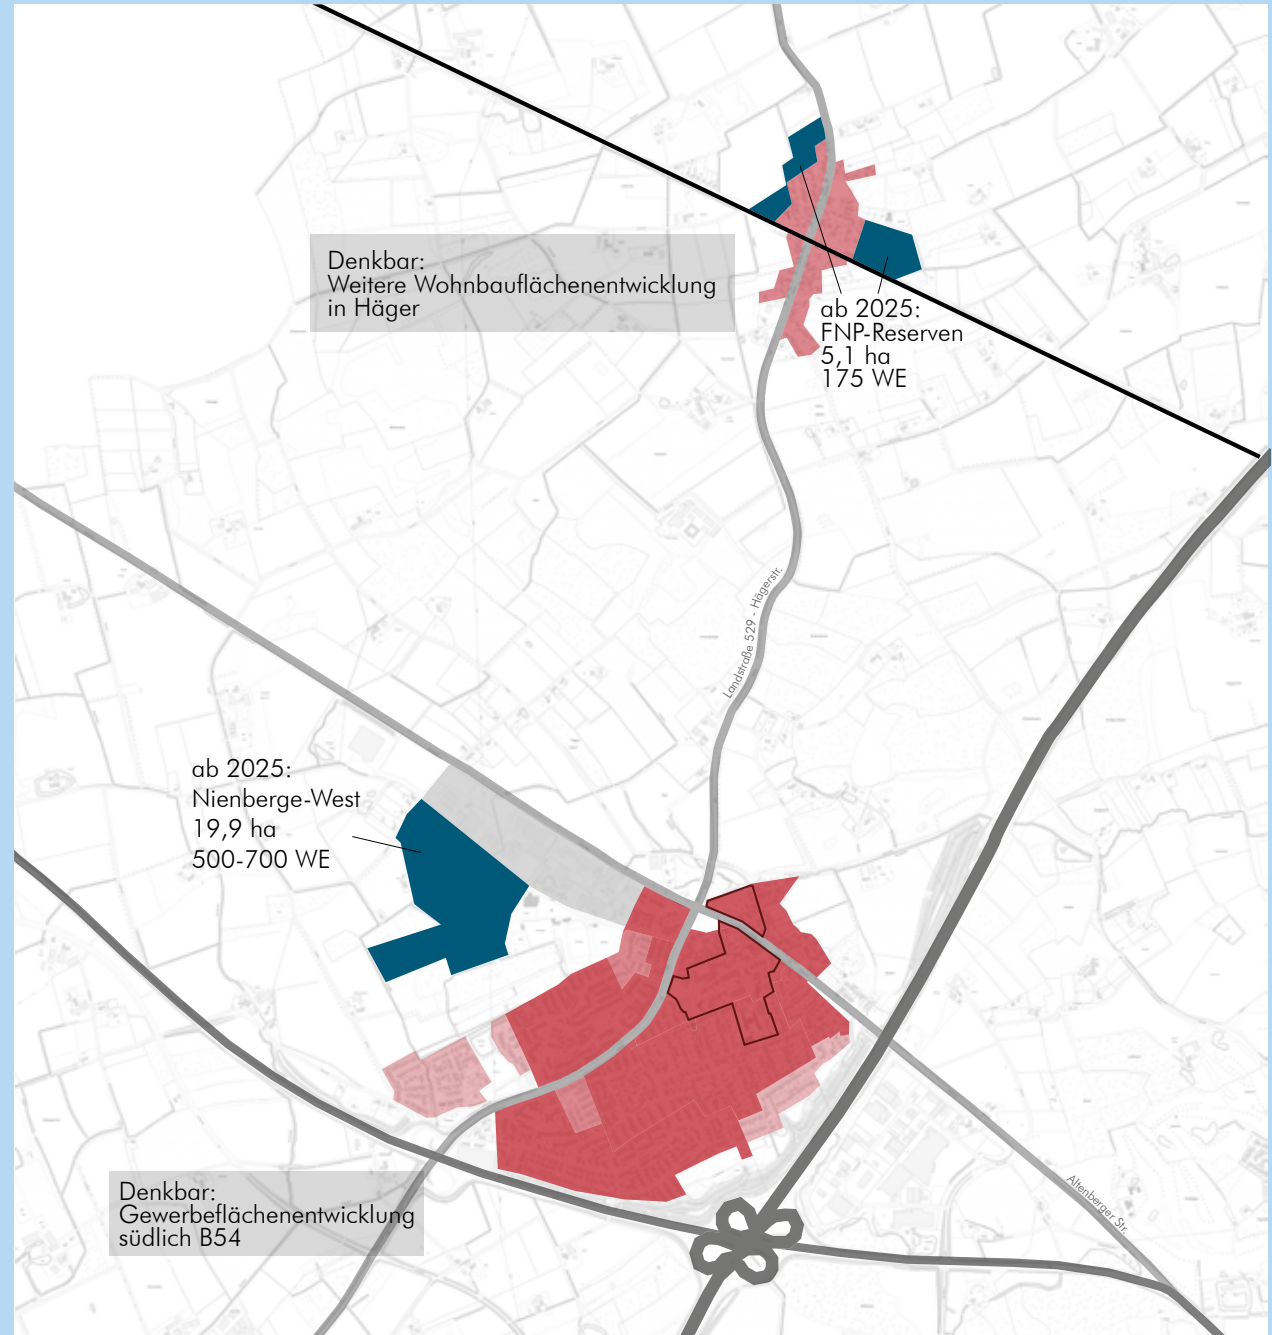 Denkbar:
Weitere Wohnbauflächenentwicklung
in Häger
ab 2025:
FNP-Reserven
5,1 ha
175 WE
Landstraße 529 - Hägerstr.
ab 2025:
Nienberge-West
19,9 ha
500-700 WE
Denkbar:
Gewerbeflächenentwicklung
südlich B54
Altenberger Str.